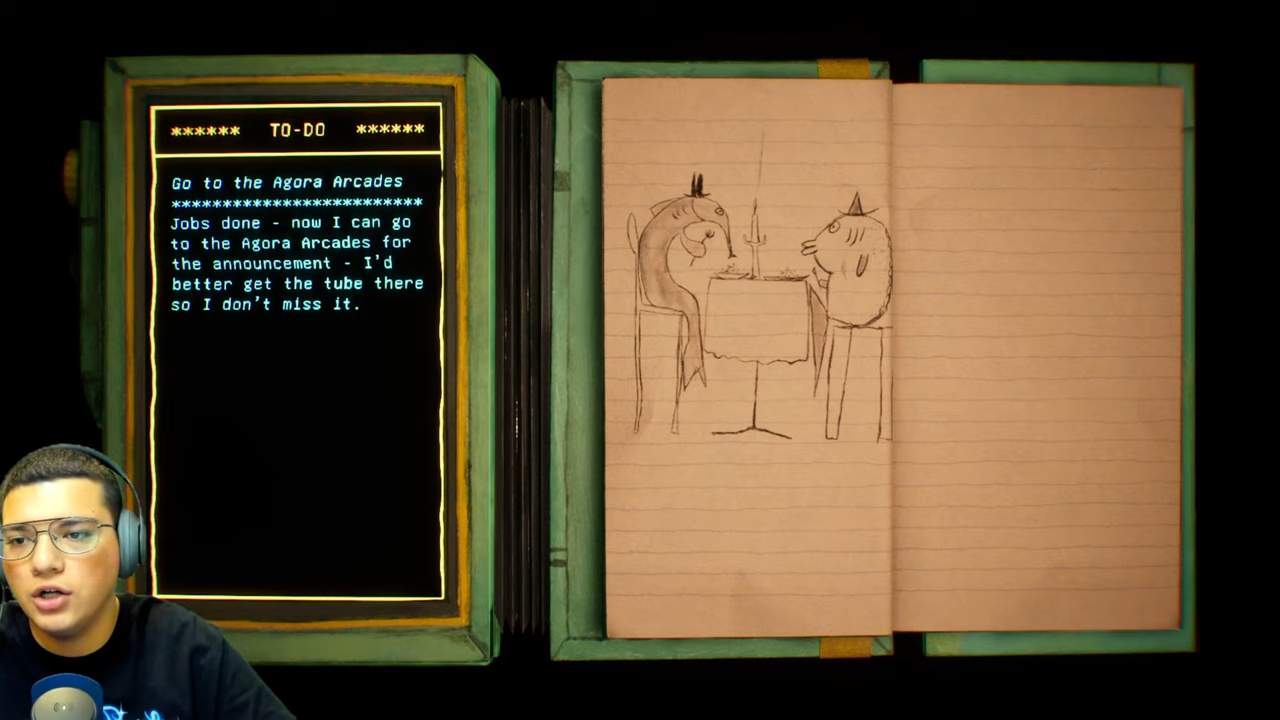 ****** TO-DO ******
Go to the Agora Arcades
*************************
Jobs done - now I can go
to the Agora Arcades for
the announcement - I'd
better get the tube there
so I don't miss it.